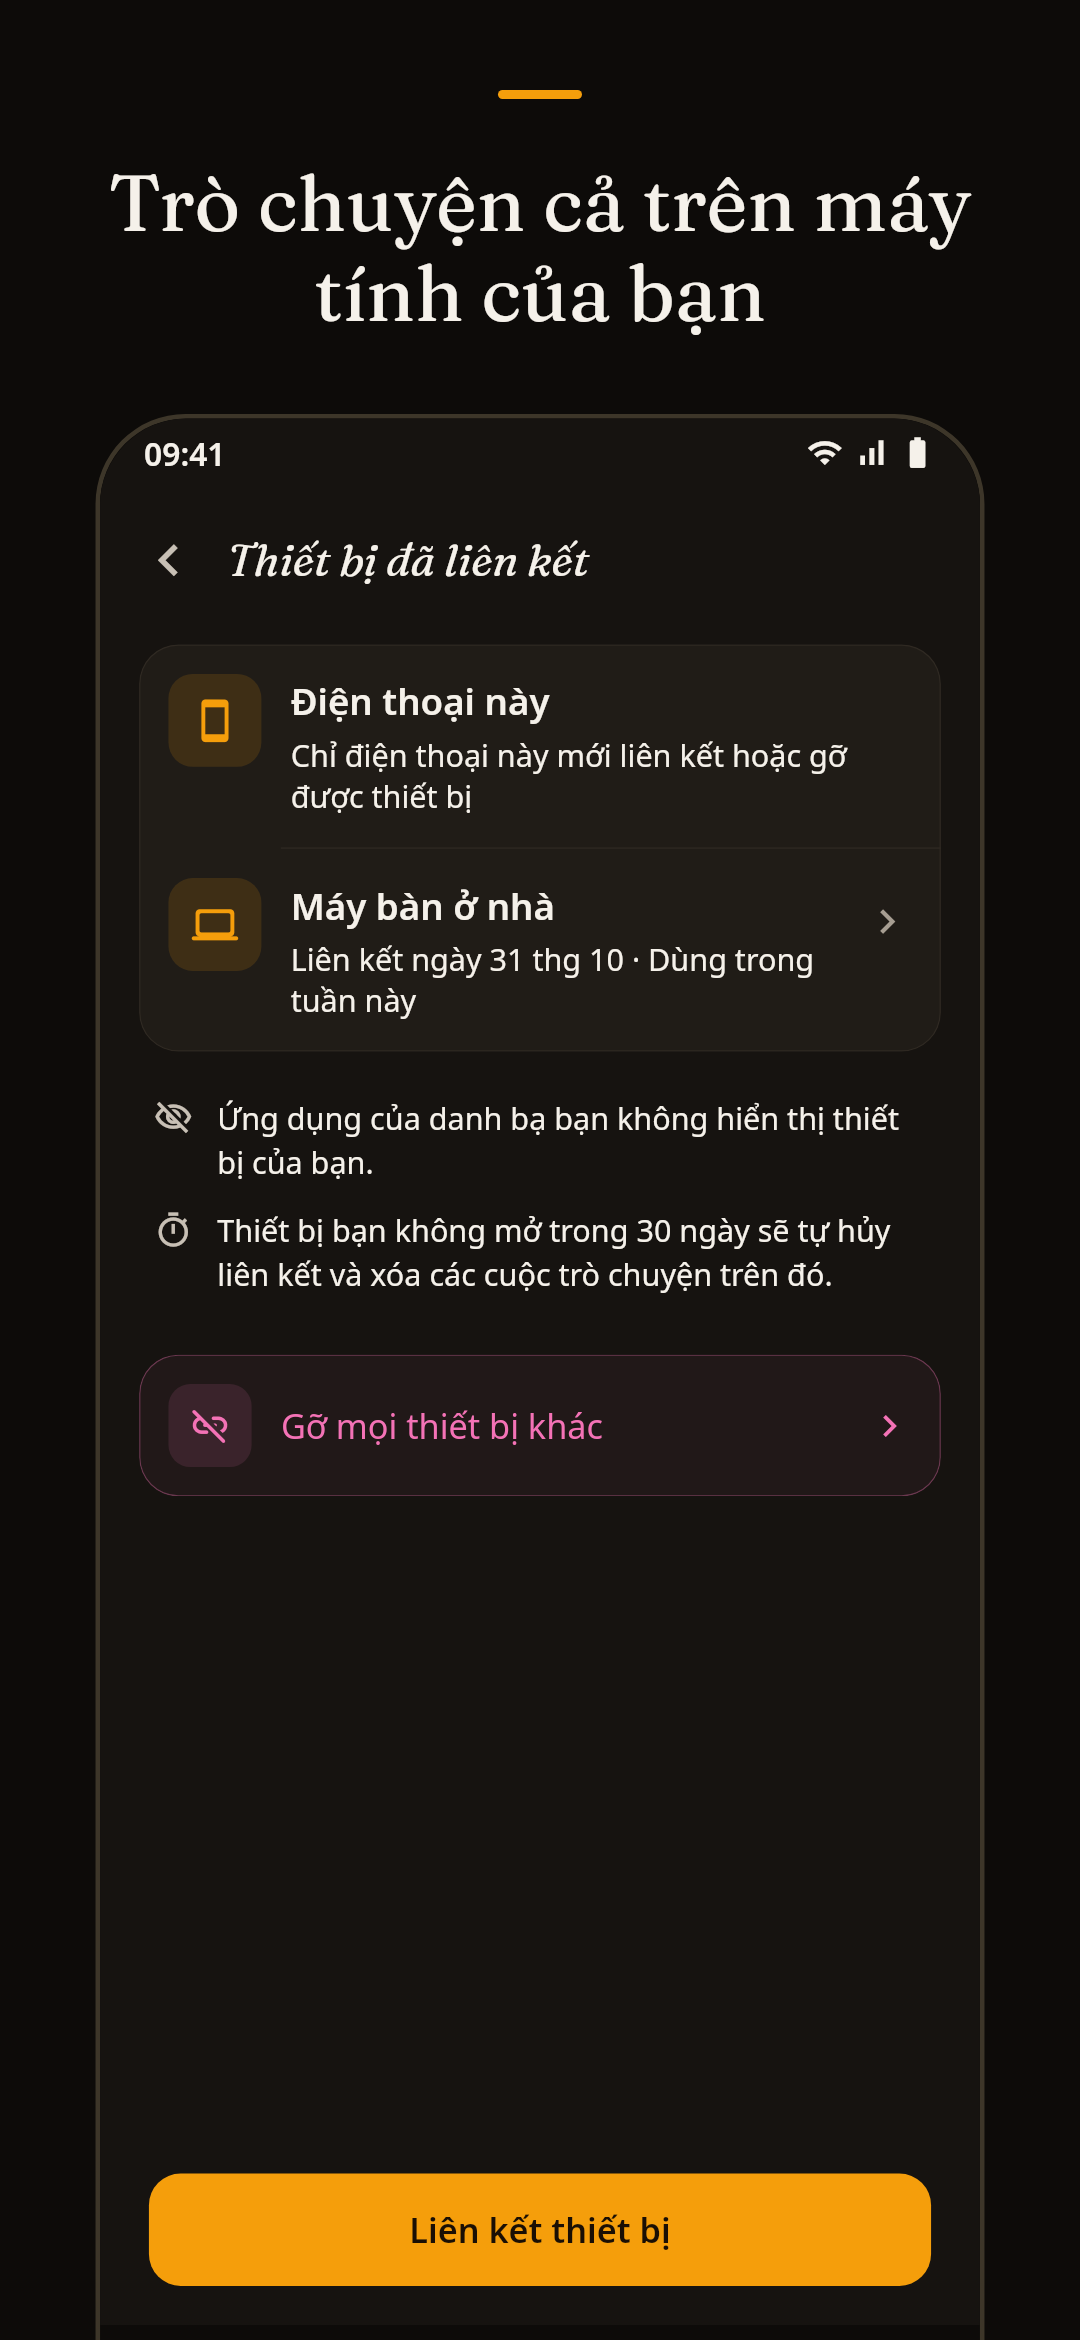 Trò chuyện cả trên máy
tính của bạn
09:41
Thiết bị đã liên kết
Điện thoại này
Chỉ điện thoại này mới liên kết hoặc gỡ
được thiết bị
Máy bàn ở nhà
Liên kết ngày 31 thg 10 · Dùng trong
tuần này
Ứng dụng của danh bạ bạn không hiển thị thiết
bị của bạn.
Thiết bị bạn không mở trong 30 ngày sẽ tự hủy
liên kết và xóa các cuộc trò chuyện trên đó.
Gỡ mọi thiết bị khác
Liên kết thiết bị